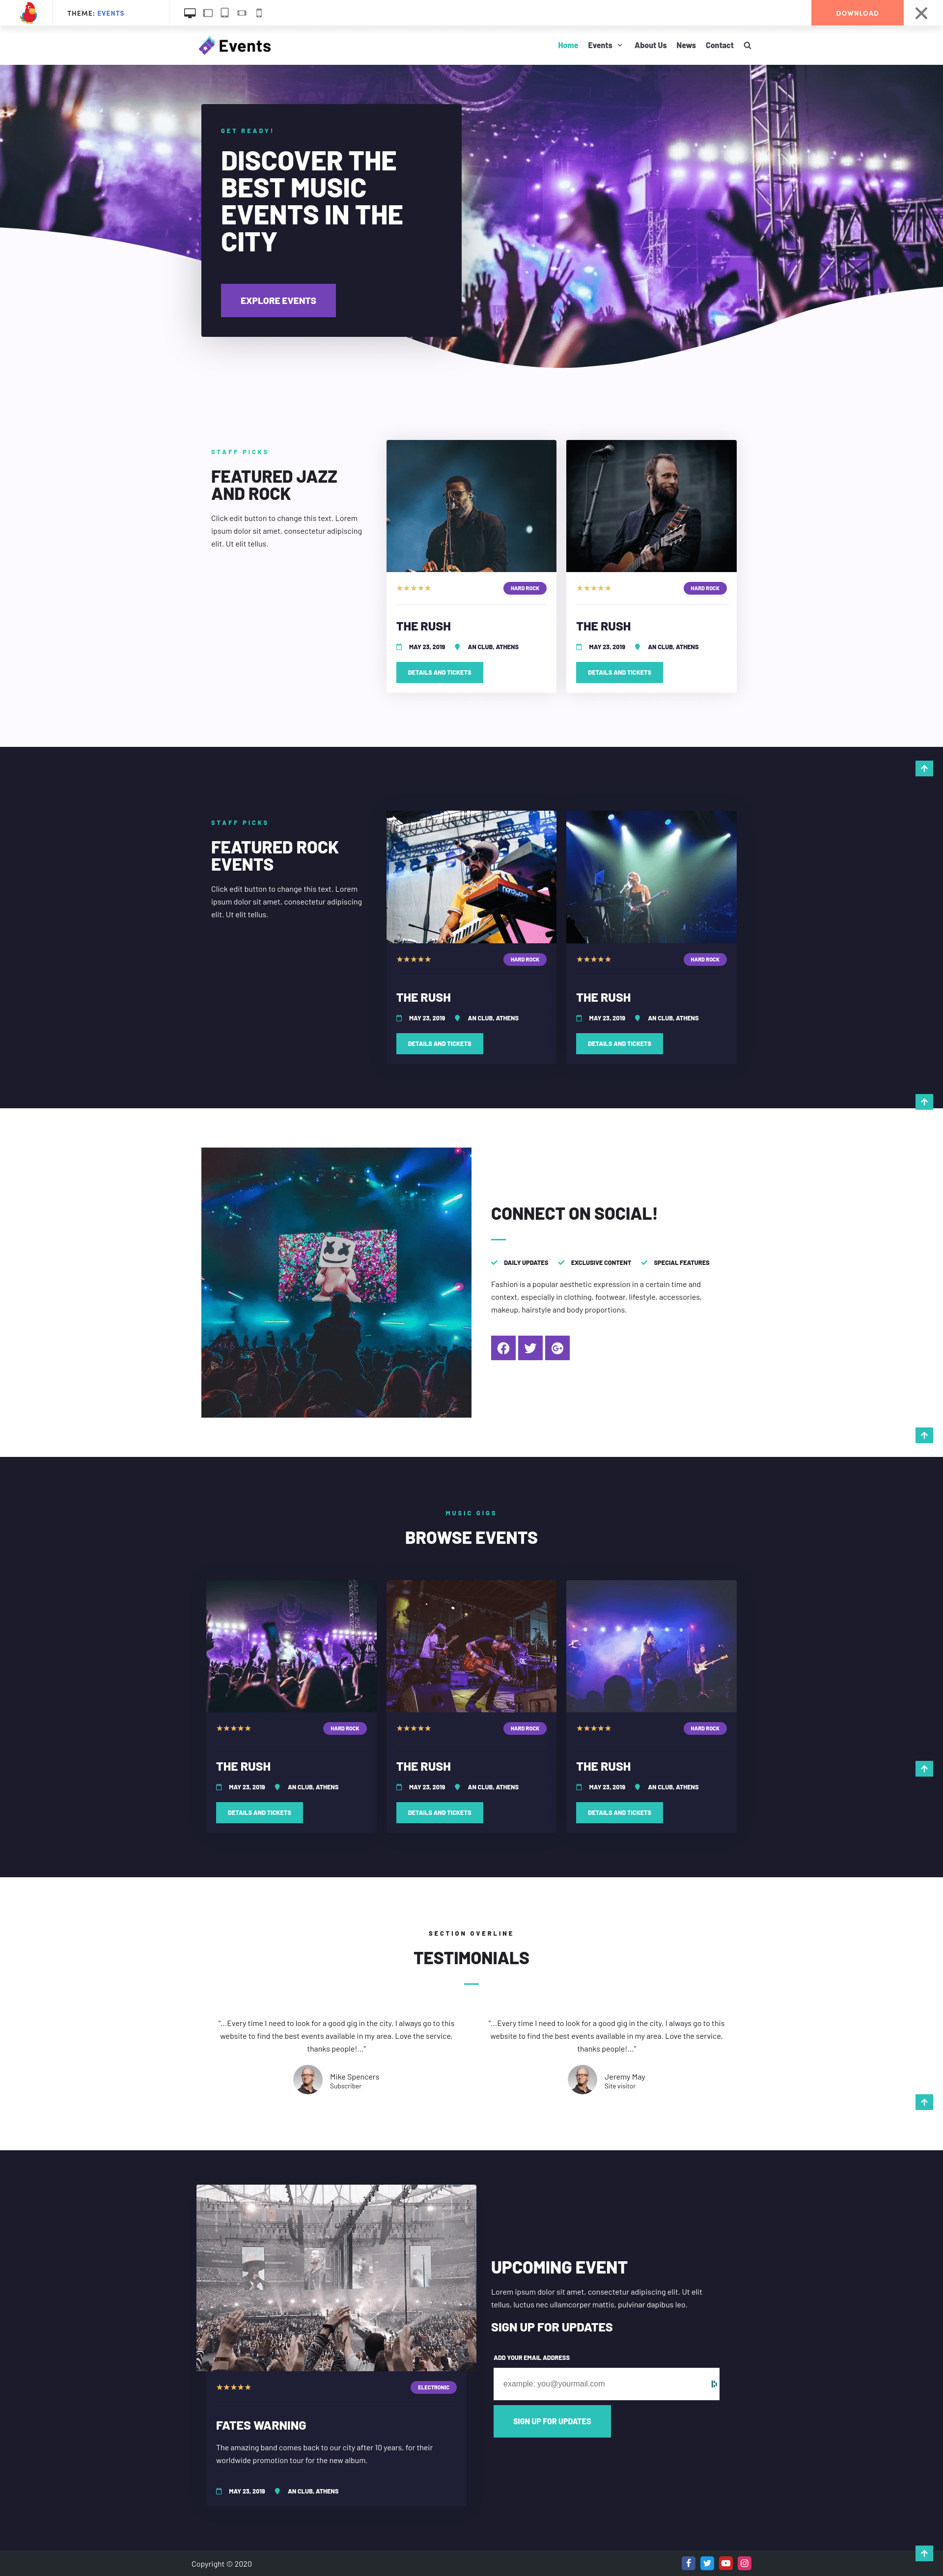 THEME: EVENTS
DOWNLOAD
Events
Home Events About Us News Contact
GET READY!
DISCOVER THE
BEST MUSIC
EVENTS IN THE
CITY
EXPLORE EVENTS
STAFF PICKS
FEATURED JAZZ
AND ROCK
Click edit button to change this text. Lorem
ipsum dolor sit amet, consectetur adipiscing
elit. Ut elit tellus.
HARD ROCK
THE RUSH
MAY 23, 2019 AN CLUB, ATHENS
DETAILS AND TICKETS
HARD ROCK
THE RUSH
MAY 23, 2019 AN CLUB, ATHENS
DETAILS AND TICKETS
STAFF PICKS
FEATURED ROCK
EVENTS
Click edit button to change this text. Lorem
ipsum dolor sit amet, consectetur adipiscing
elit. Ut elit tellus.
HARD ROCK
THE RUSH
MAY 23, 2019 AN CLUB, ATHENS
DETAILS AND TICKETS
HARD ROCK
THE RUSH
MAY 23, 2019 AN CLUB, ATHENS
DETAILS AND TICKETS
CONNECT ON SOCIAL!
DAILY UPDATES EXCLUSIVE CONTENT SPECIAL FEATURES
Fashion is a popular aesthetic expression in a certain time and
context, especially in clothing, footwear, lifestyle, accessories,
makeup, hairstyle and body proportions.
MUSIC GIGS
BROWSE EVENTS
HARD ROCK
THE RUSH
MAY 23, 2019 AN CLUB, ATHENS
DETAILS AND TICKETS
HARD ROCK
THE RUSH
MAY 23, 2019 AN CLUB, ATHENS
DETAILS AND TICKETS
HARD ROCK
THE RUSH
MAY 23, 2019 AN CLUB, ATHENS
DETAILS AND TICKETS
SECTION OVERLINE
TESTIMONIALS
"...Every time I need to look for a good gig in the city, I always go to this
website to find the best events available in my area. Love the service,
thanks people!..."
Mike Spencers
Subscriber
"...Every time I need to look for a good gig in the city, I always go to this
website to find the best events available in my area. Love the service,
thanks people!..."
Jeremy May
Site visitor
ELECTRONIC
FATES WARNING
The amazing band comes back to our city after 10 years, for their
worldwide promotion tour for the new album.
MAY 23, 2019 AN CLUB, ATHENS
UPCOMING EVENT
Lorem ipsum dolor sit amet, consectetur adipiscing elit. Ut elit
tellus, luctus nec ullamcorper mattis, pulvinar dapibus leo.
SIGN UP FOR UPDATES
ADD YOUR EMAIL ADDRESS
example: you@yourmail.com
SIGN UP FOR UPDATES
Copyright © 2020